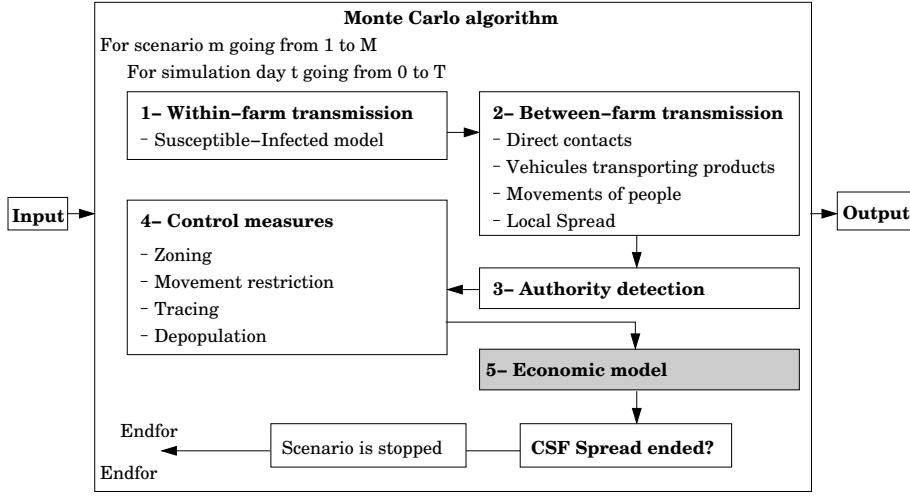 Monte Carlo algorithm
For scenario m going from 1 to M
For simulation day t going from 0 to T
1– Within–farm transmission
- Susceptible–Infected model
2– Between–farm transmission
- Direct contacts
- Vehicules transporting products
- Movements of people
- Local Spread
Input
Output
4– Control measures
- Zoning
- Movement restriction
- Tracing
- Depopulation
3– Authority detection
5– Economic model
CSF Spread ended?
Scenario is stopped
Endfor
Endfor